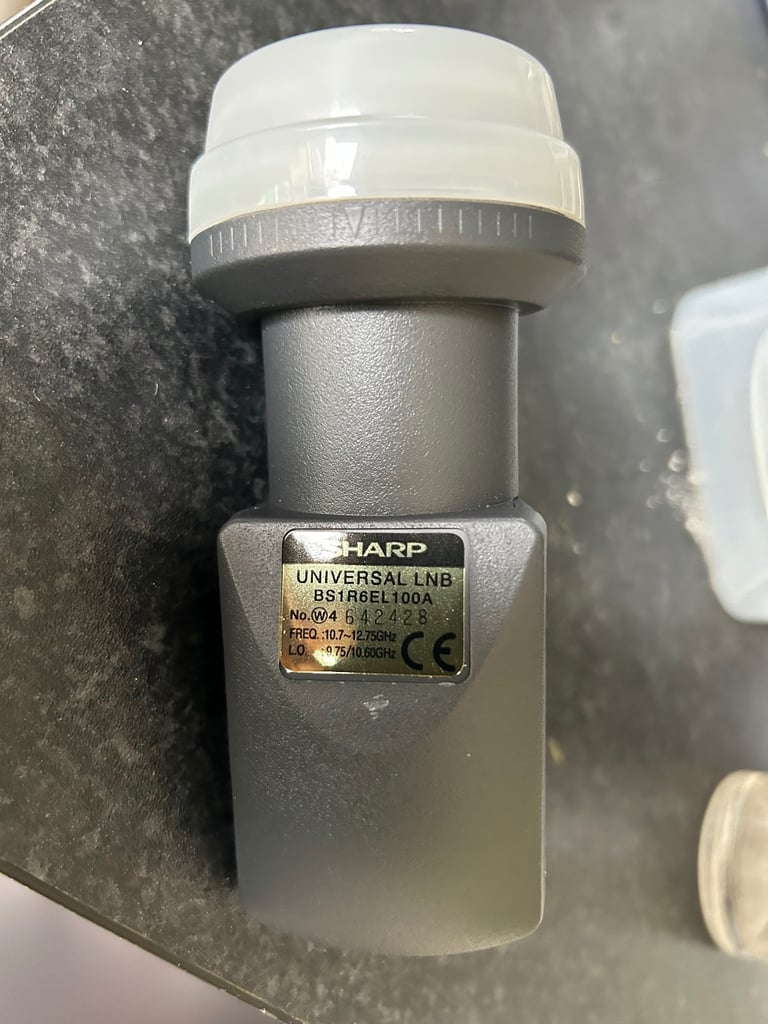 SHARP
UNIVERSAL LNB
BS1R6EL100A
No.Ⓦ4 642428
FREQ. :10.7~12.75GHz
L.O. :9.75/10.60GHz CE